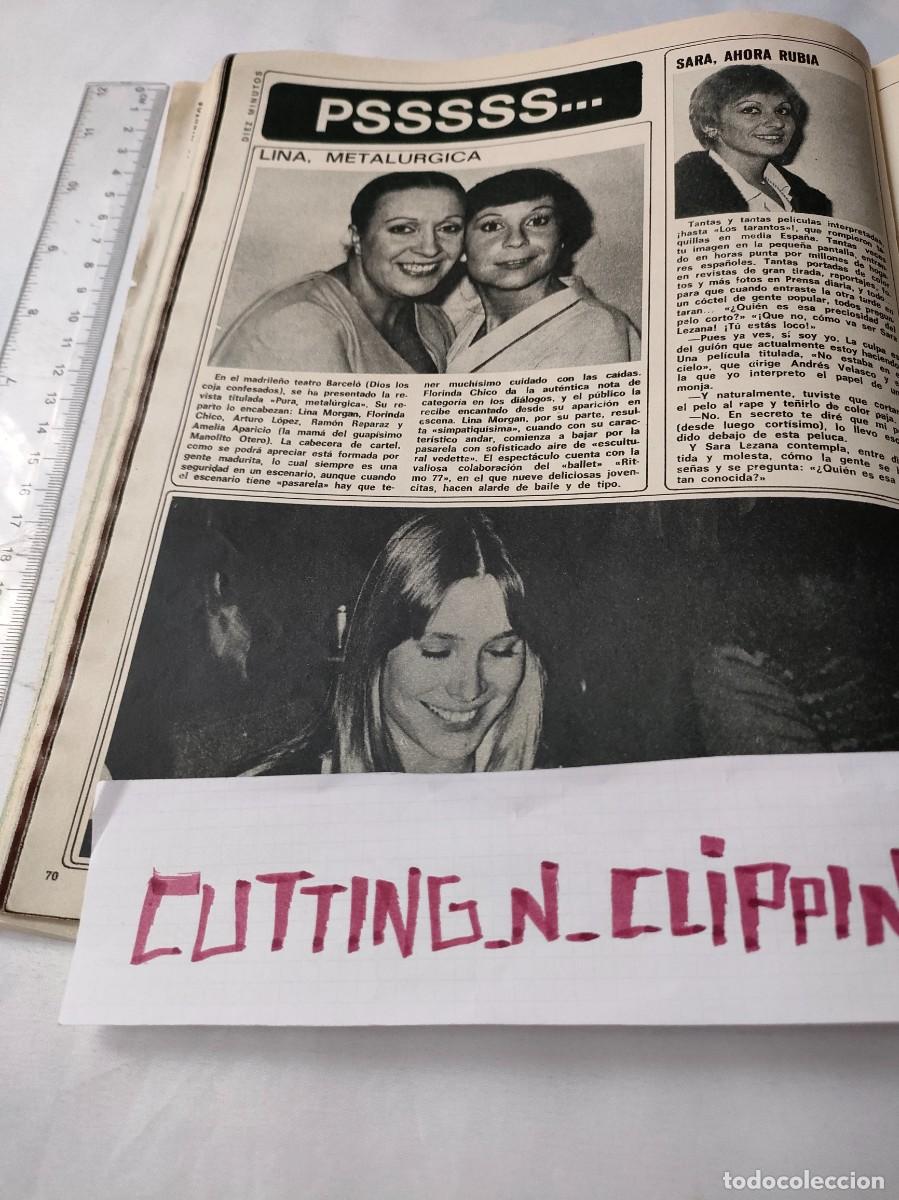 DIEZ MINUTOS
PSSSSS...
LINA, METALURGICA
En el madrileño teatro Barceló (Dios los
coja confesados), se ha presentado la re-
vista titulada «Pura, metalúrgica». Su re-
parto lo encabezan: Lina Morgan, Florinda
Chico, Arturo López, Ramón Reparaz y
Amelia Aparicio (la mamá del guapísimo
Manolito Otero). La cabecera de cartel,
como se podrá apreciar está formada por
gente madurita, lo cual siempre es una
seguridad en un escenario, aunque cuando
el escenario tiene «pasarela» hay que te-
ner muchísimo cuidado con las caídas.
Florinda Chico da la auténtica nota de
categoría en los diálogos, y el público la
recibe encantado desde su aparición en
escena. Lina Morgan, por su parte, resul-
ta «simpatiquísima», cuando con su carac-
terístico andar, comienza a bajar por la
pasarela con sofisticado aire de «escultu-
ral vedette». El espectáculo cuenta con la
valiosa colaboración del «ballet» «Rit-
mo 77», en el que nueve deliciosas joven-
citas, hacen alarde de baile y de tipo.
SARA, AHORA RUBIA
Tantas y tantas películas interpretadas,
¡hasta «Los tarantos»!, que rompieron ta-
quillas en media España. Tantas veces
tu imagen en la pequeña pantalla, entran-
do en horas punta por millones de hoga-
res españoles. Tantas portadas de color
en revistas de gran tirada, reportajes, fo-
tos y más fotos en Prensa diaria, y todo
para que cuando entraste la otra tarde en
un cóctel de gente popular, todos pregun-
taran... «¿Quién es esa preciosidad del
pelo corto?» «¡Que no, cómo va ser Sara
Lezana! ¡Tú estás loco!»
—Pues ya ves, sí soy yo. La culpa es
del guión que actualmente estoy haciendo.
Una película titulada, «No estaba en el
cielo», que dirige Andrés Velasco y en
la que yo interpreto el papel de una
monja.
—Y naturalmente, tuviste que cortar
el pelo al rape y teñirlo de color paja.
—No. En secreto te diré que mi p
(desde luego cortísimo), lo llevo esc
dido debajo de esta peluca.
Y Sara Lezana contempla, entre di
tida y molesta, cómo la gente se
señas y se pregunta: «¿Quién es esa
tan conocida?»
70
CUTTING_N_CLIPPIN
todocoleccion